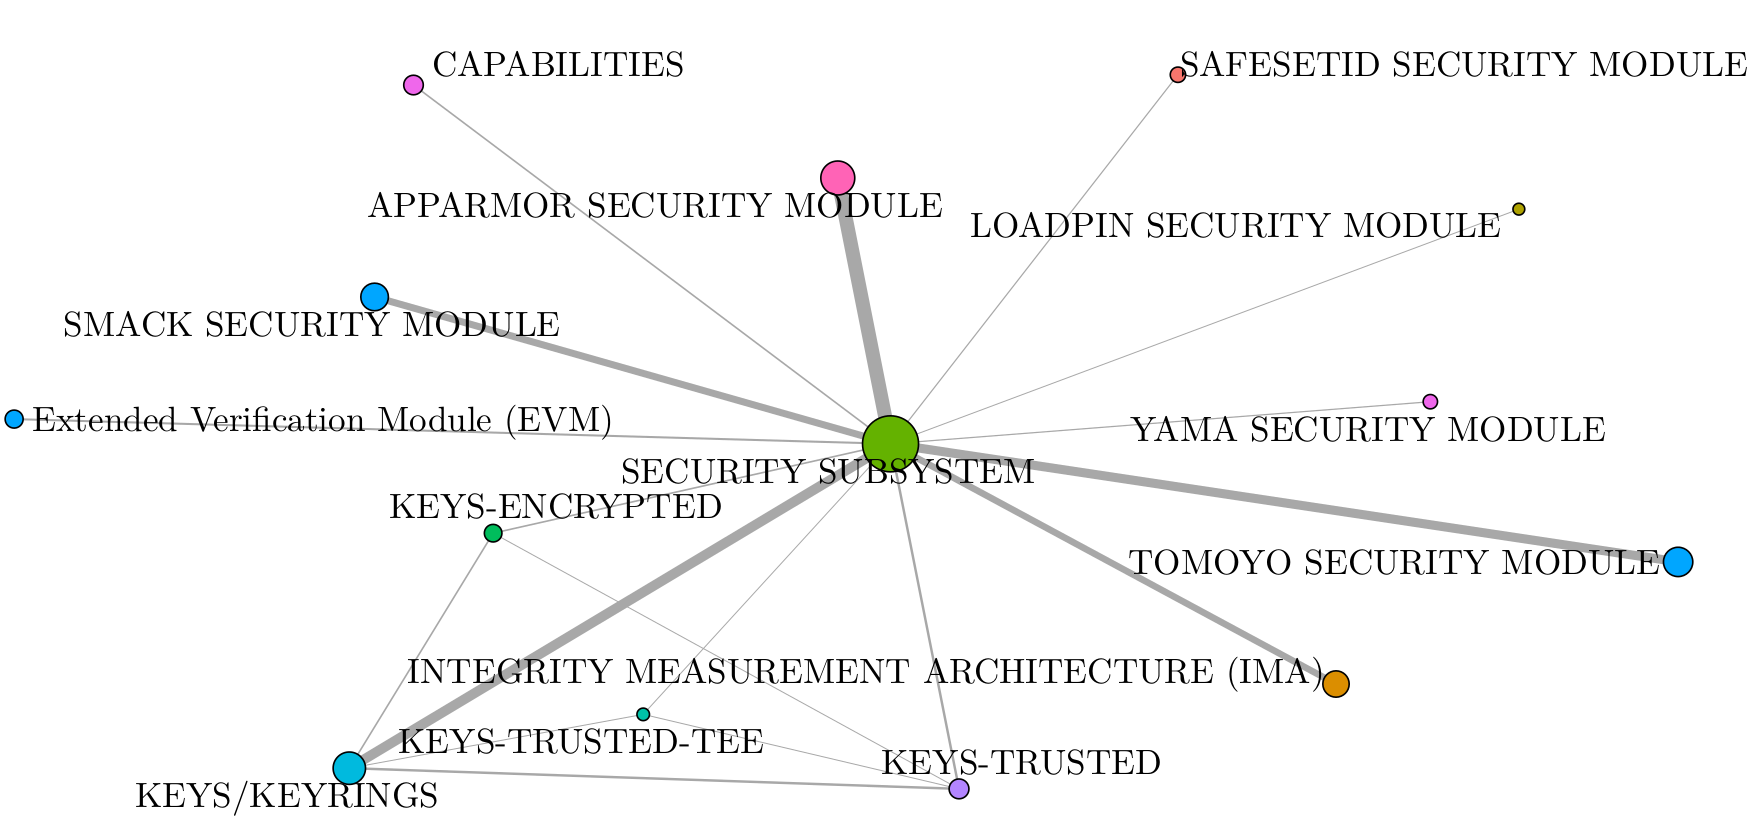 CAPABILITIES
SAFESETID SECURITY MODULE
APPARMOR SECURITY MODULE
LOADPIN SECURITY MODULE
SMACK SECURITY MODULE
Extended Verification Module (EVM)
YAMA SECURITY MODULE
SECURITY SUBSYSTEM
KEYS-ENCRYPTED
TOMOYO SECURITY MODULE
INTEGRITY MEASUREMENT ARCHITECTURE (IMA)
KEYS-TRUSTED-TEE
KEYS-TRUSTED
KEYS/KEYRINGS